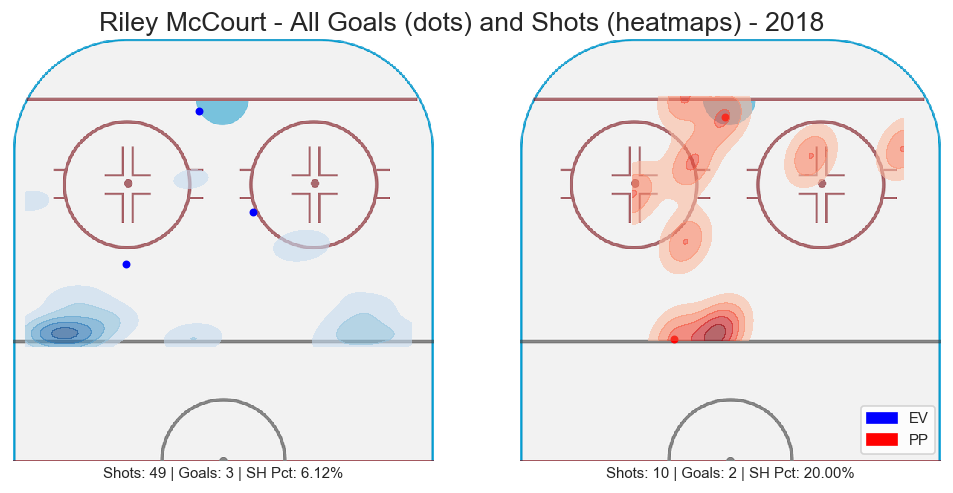 Riley McCourt - All Goals (dots) and Shots (heatmaps) - 2018
EV
PP
Shots: 49 | Goals: 3 | SH Pct: 6.12%
Shots: 10 | Goals: 2 | SH Pct: 20.00%